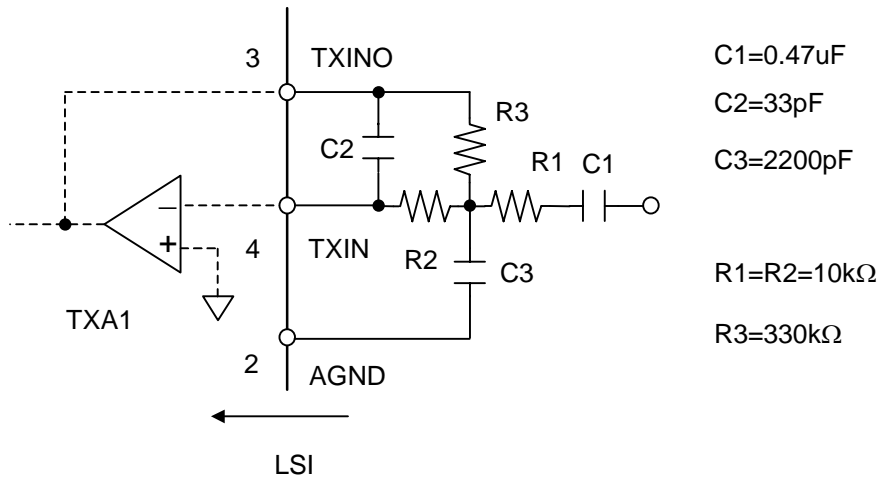 3 TXINO
C1=0.47uF
C2=33pF
R3
C2
R1 C1
C3=2200pF
−
+
4 TXIN
R2
C3
R1=R2=10kΩ
TXA1
R3=330kΩ
2 AGND
LSI